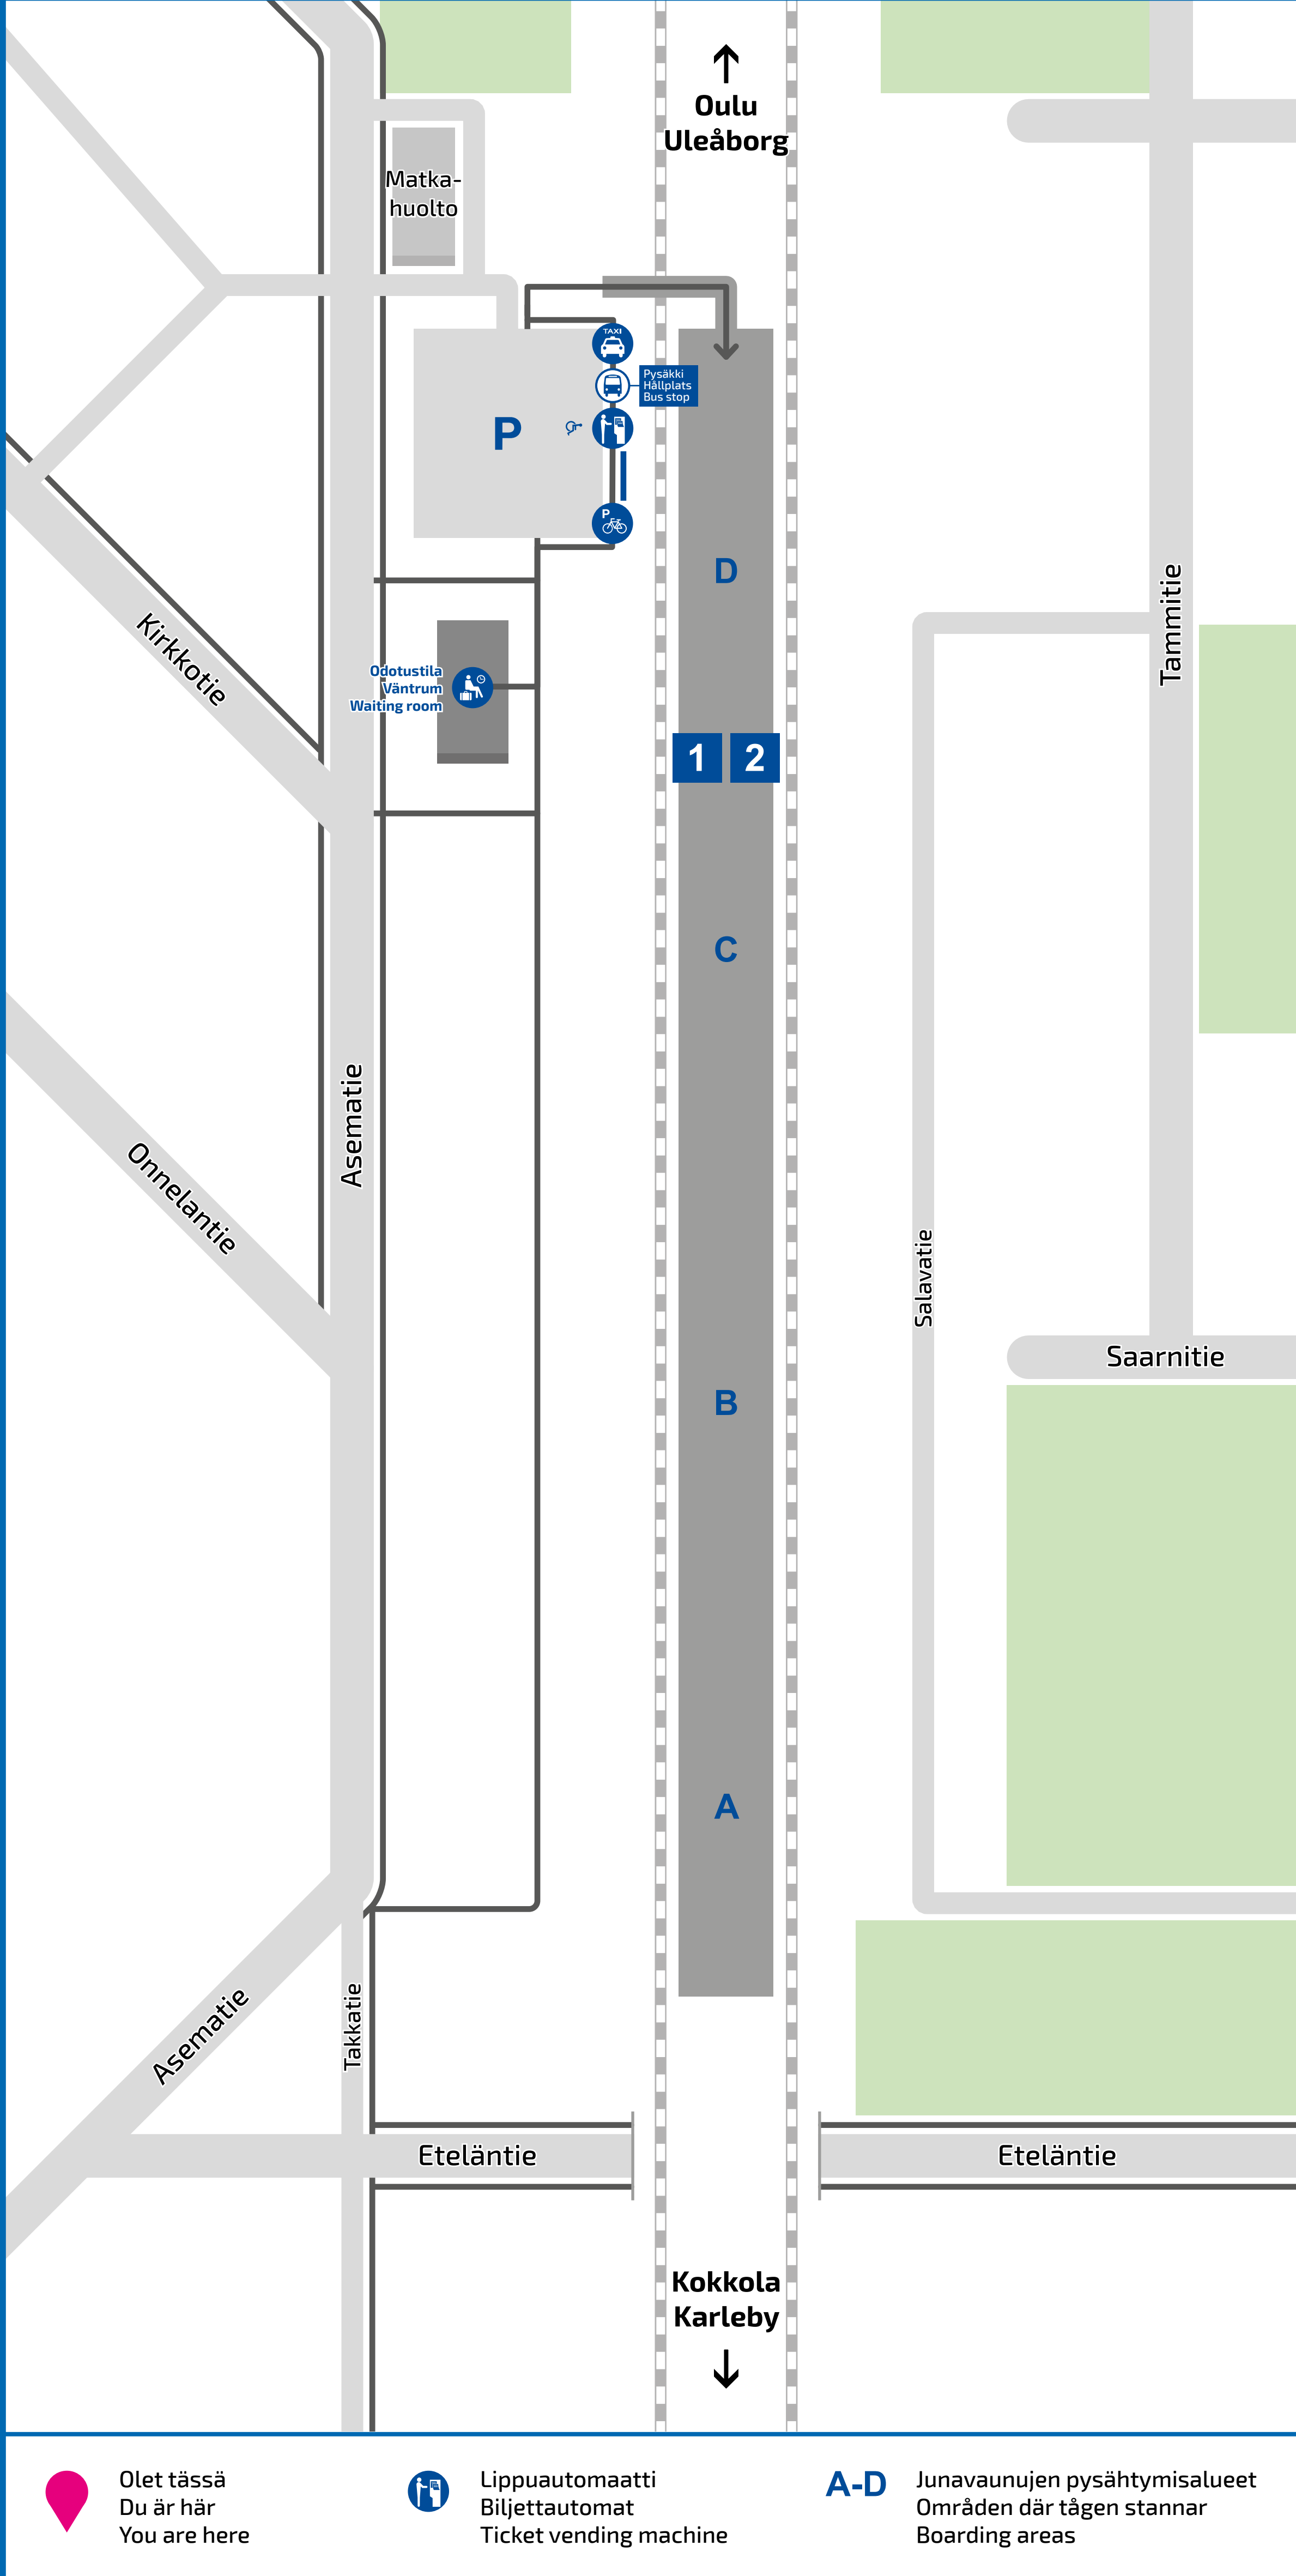 Oulu
Uleåborg
Matka-
huolto
TAXI
Pysäkki
Hållplats
Bus stop
P
P
D
Kirkkotie
Tammitie
Odotustila
Väntrum
Waiting room
1 2
C
Asematie
Onnelantie
Salavatie
Saarnitie
B
A
Asematie
Takkatie
Eteläntie
Eteläntie
Kokkola
Karleby
Olet tässä
Du är här
You are here
Lippuautomaatti
Biljettautomat
Ticket vending machine
A-D
Junavaunujen pysähtymisalueet
Områden där tågen stannar
Boarding areas